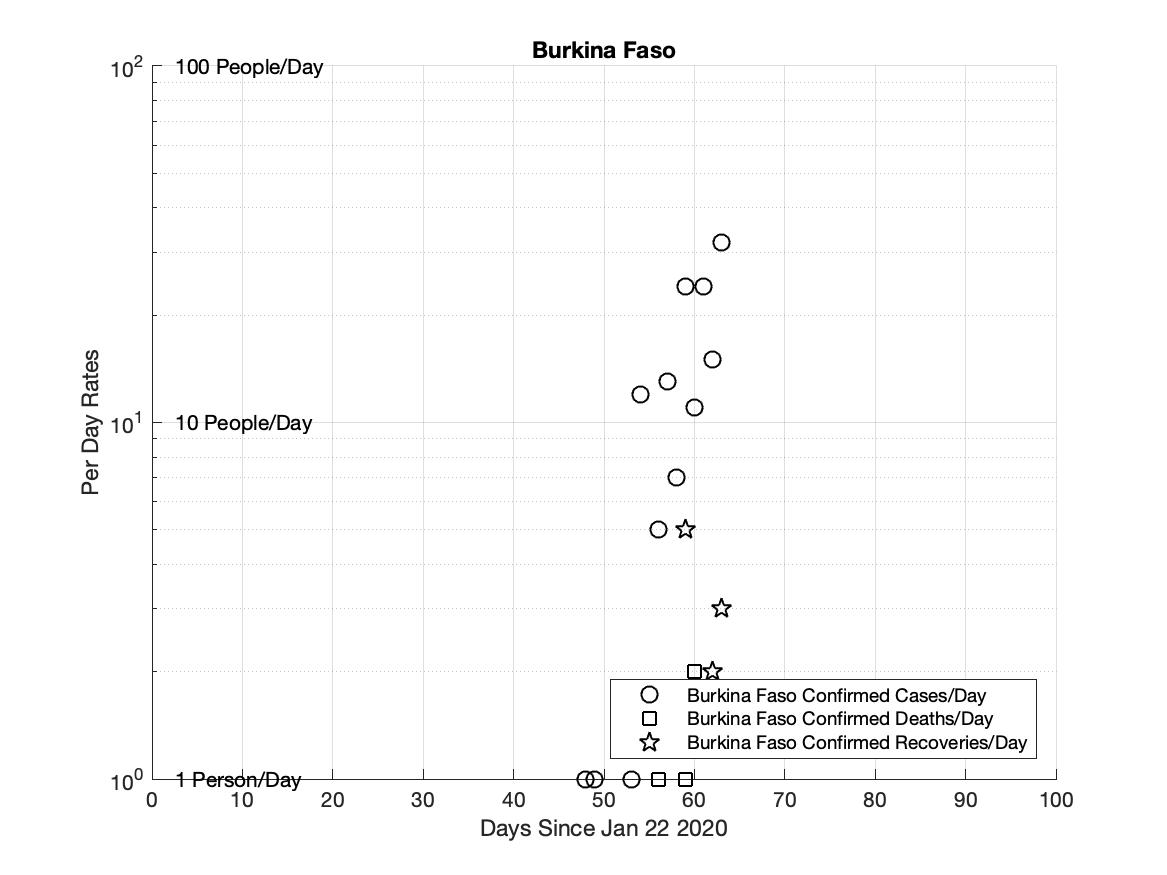 Burkina Faso
10²
100 People/Day
10¹
10 People/Day
10⁰
1 Person/Day
Per Day Rates
Burkina Faso Confirmed Cases/Day
Burkina Faso Confirmed Deaths/Day
Burkina Faso Confirmed Recoveries/Day
0 10 20 30 40 50 60 70 80 90 100
Days Since Jan 22 2020